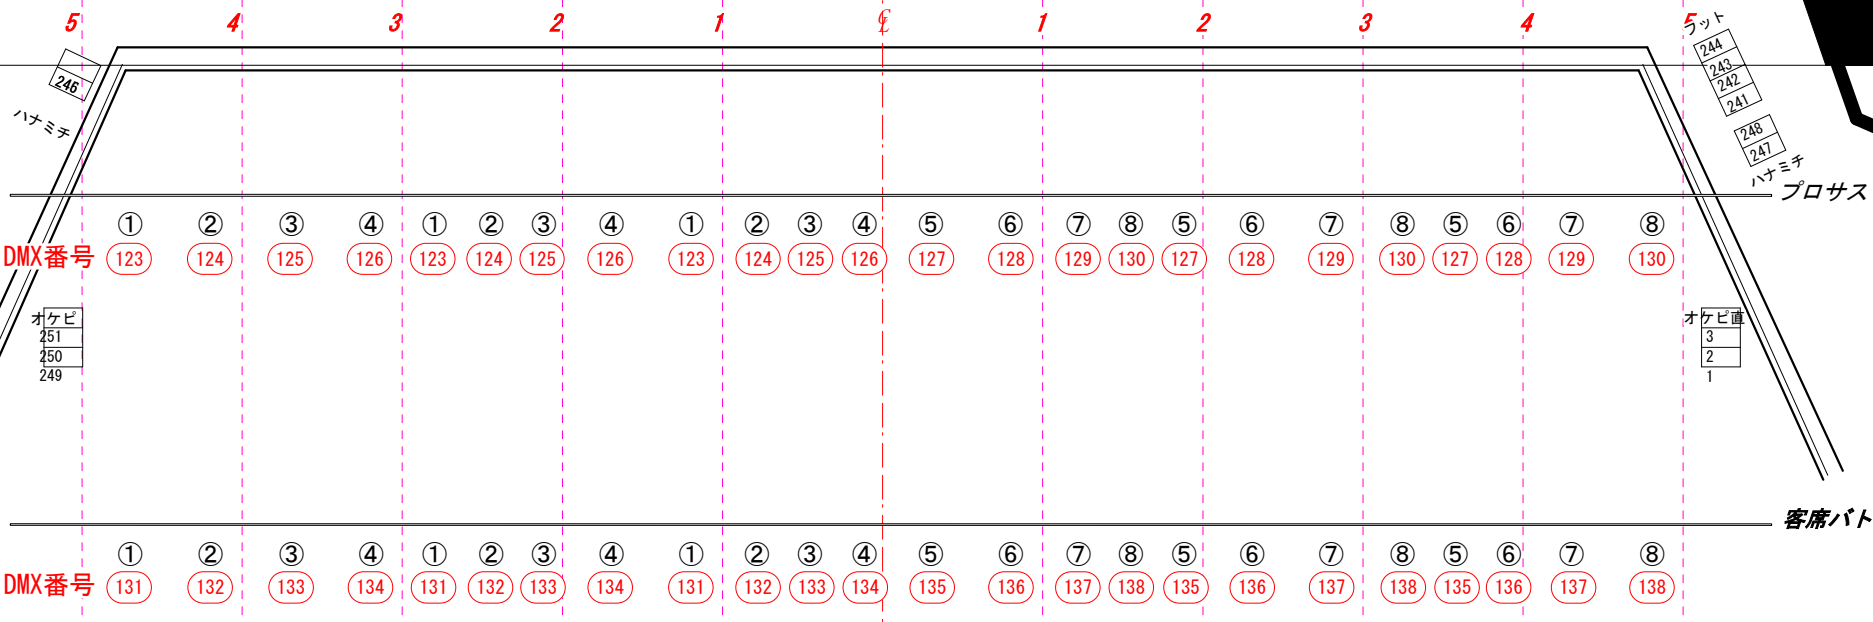 5 4 3 2 1 ℄ 1 2 3 4 5
フット
244
243
242
241
248
247
ハナミチ
246
ハナミチ
プロサス
① ② ③ ④ ① ② ③ ④ ① ② ③ ④ ⑤ ⑥ ⑦ ⑧ ⑤ ⑥ ⑦ ⑧ ⑤ ⑥ ⑦ ⑧
DMX番号 123 124 125 126 123 124 125 126 123 124 125 126 127 128 129 130 127 128 129 130 127 128 129 130
オケピ
251
250
249
オケピ直
3
2
1
客席バト
① ② ③ ④ ① ② ③ ④ ① ② ③ ④ ⑤ ⑥ ⑦ ⑧ ⑤ ⑥ ⑦ ⑧ ⑤ ⑥ ⑦ ⑧
DMX番号 131 132 133 134 131 132 133 134 131 132 133 134 135 136 137 138 135 136 137 138 135 136 137 138